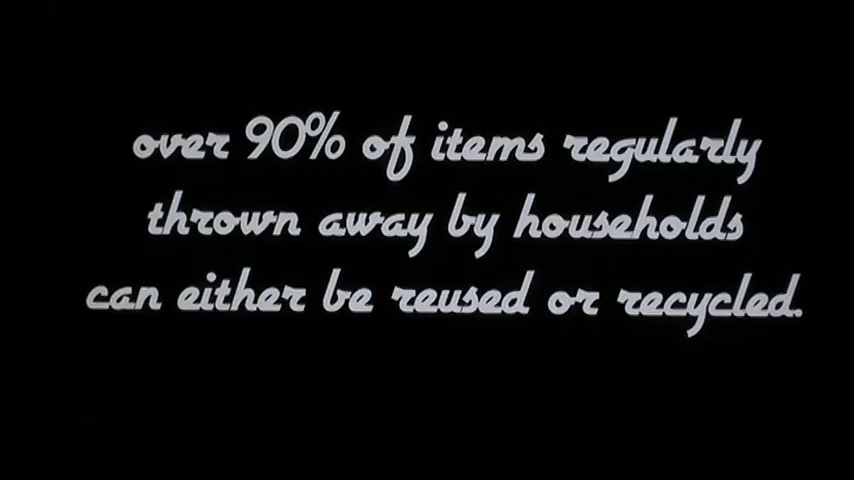 over 90% of items regularly
thrown away by households
can either be reused or recycled.